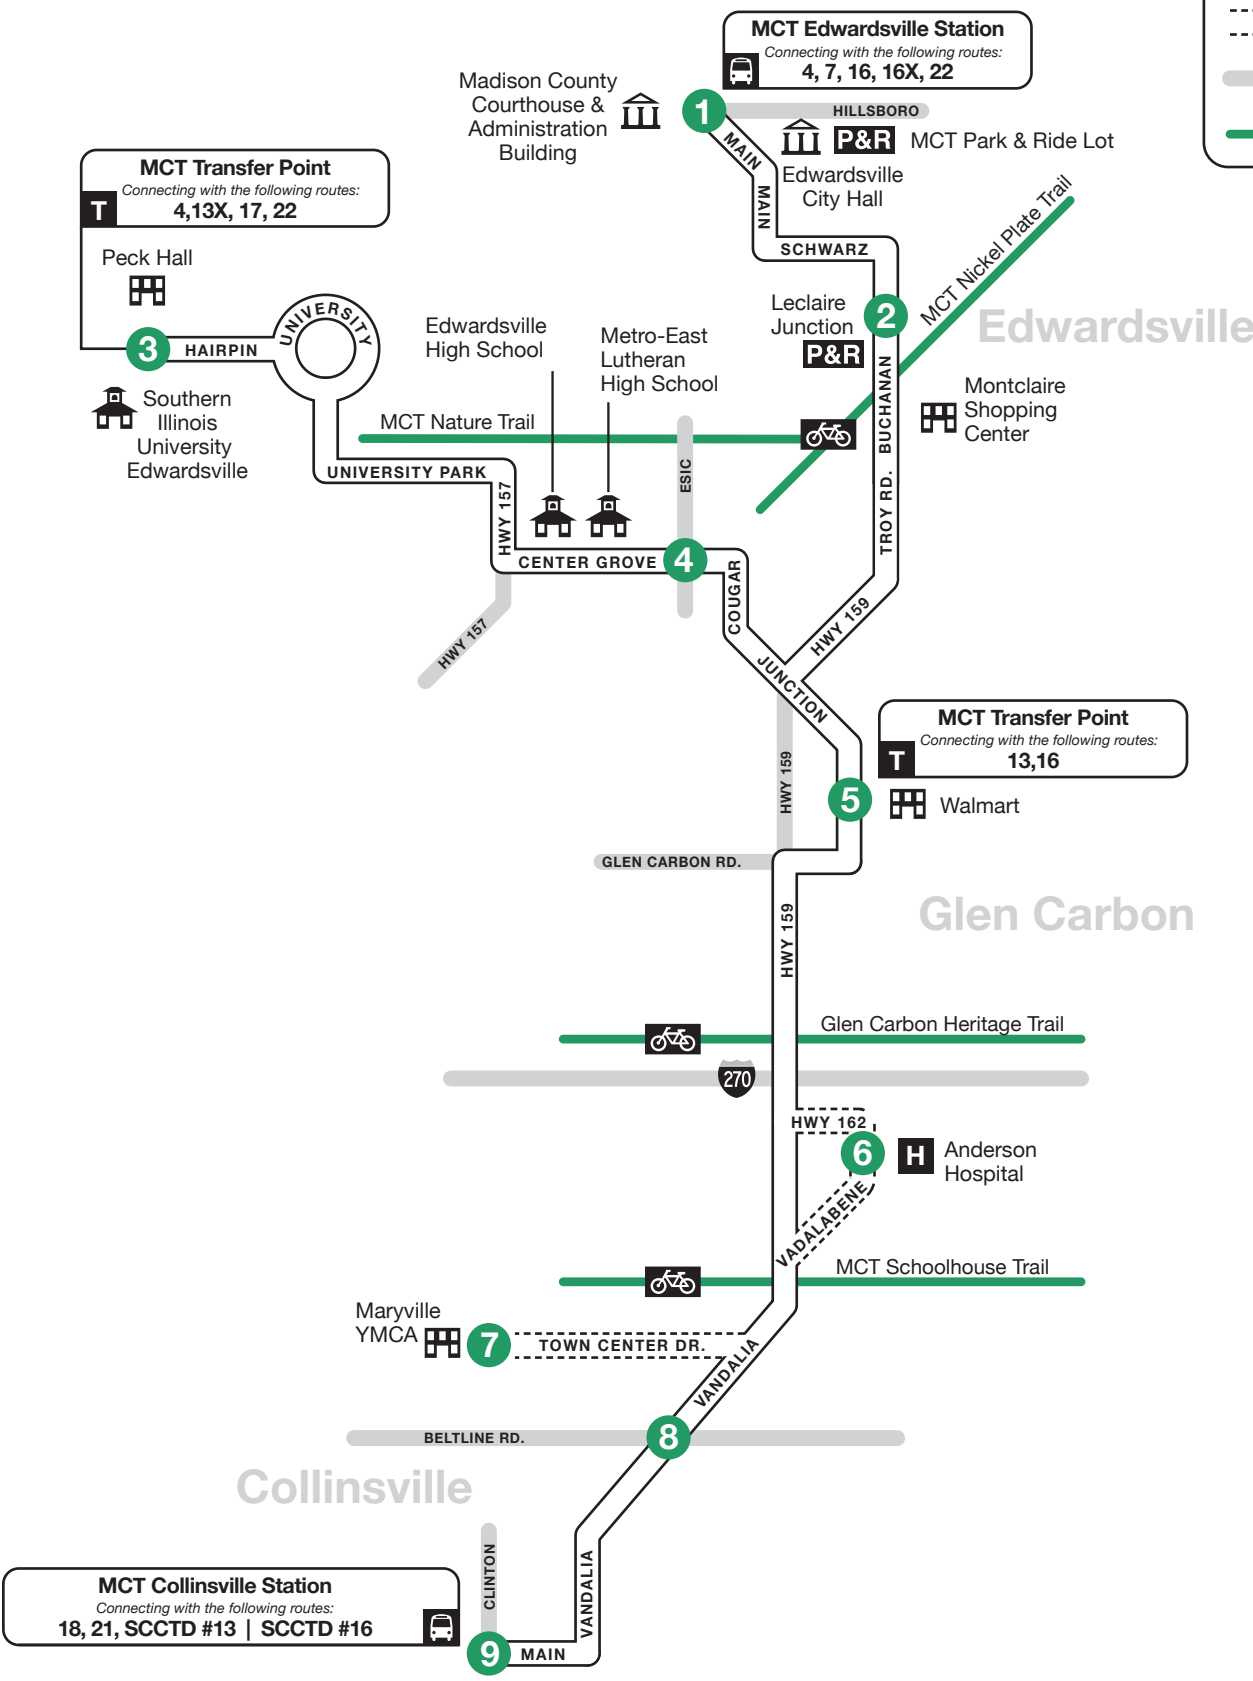 MCT Edwardsville Station
Connecting with the following routes:
4, 7, 16, 16X, 22
Madison County
Courthouse &
Administration
Building
1
HILLSBORO
MAIN
P&R
MCT Park & Ride Lot
Edwardsville
City Hall
MAIN
MCT Transfer Point
Connecting with the following routes:
4,13X, 17, 22
T
SCHWARZ
MCT Nickel Plate Trail
Peck Hall
Leclaire
Junction
P&R
2
Edwardsville
UNIVERSITY
3
HAIRPIN
Edwardsville
High School
Metro-East
Lutheran
High School
BUCHANAN
Montclaire
Shopping
Center
Southern
Illinois
University
Edwardsville
MCT Nature Trail
UNIVERSITY PARK
ESIC
HWY 157
TROY RD.
CENTER GROVE
4
COUGAR
HWY 159
HWY 157
JUNCTION
MCT Transfer Point
Connecting with the following routes:
13,16
T
HWY 159
5
Walmart
GLEN CARBON RD.
Glen Carbon
HWY 159
Glen Carbon Heritage Trail
270
HWY 162
6
H
Anderson
Hospital
VADALABENE
MCT Schoolhouse Trail
Maryville
YMCA
7
TOWN CENTER DR.
VANDALIA
BELTLINE RD.
8
Collinsville
CLINTON
VANDALIA
MCT Collinsville Station
Connecting with the following routes:
18, 21, SCCTD #13 | SCCTD #16
9
MAIN